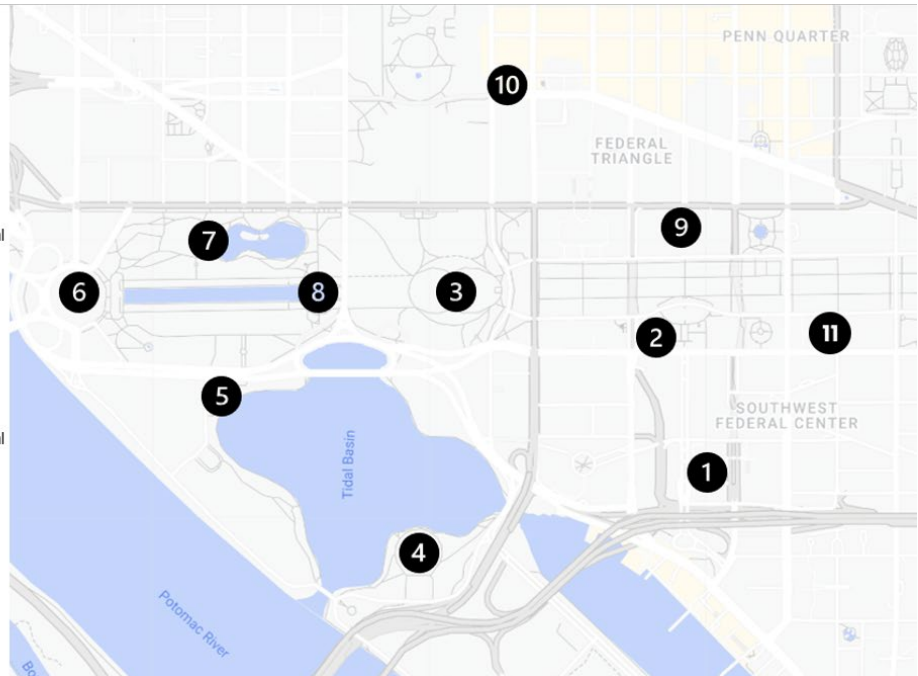 PENN QUARTER
10
FEDERAL
TRIANGLE
9
7
6
8
3
2
11
5
SOUTHWEST
FEDERAL CENTER
Tidal Basin
1
4
Potomac River